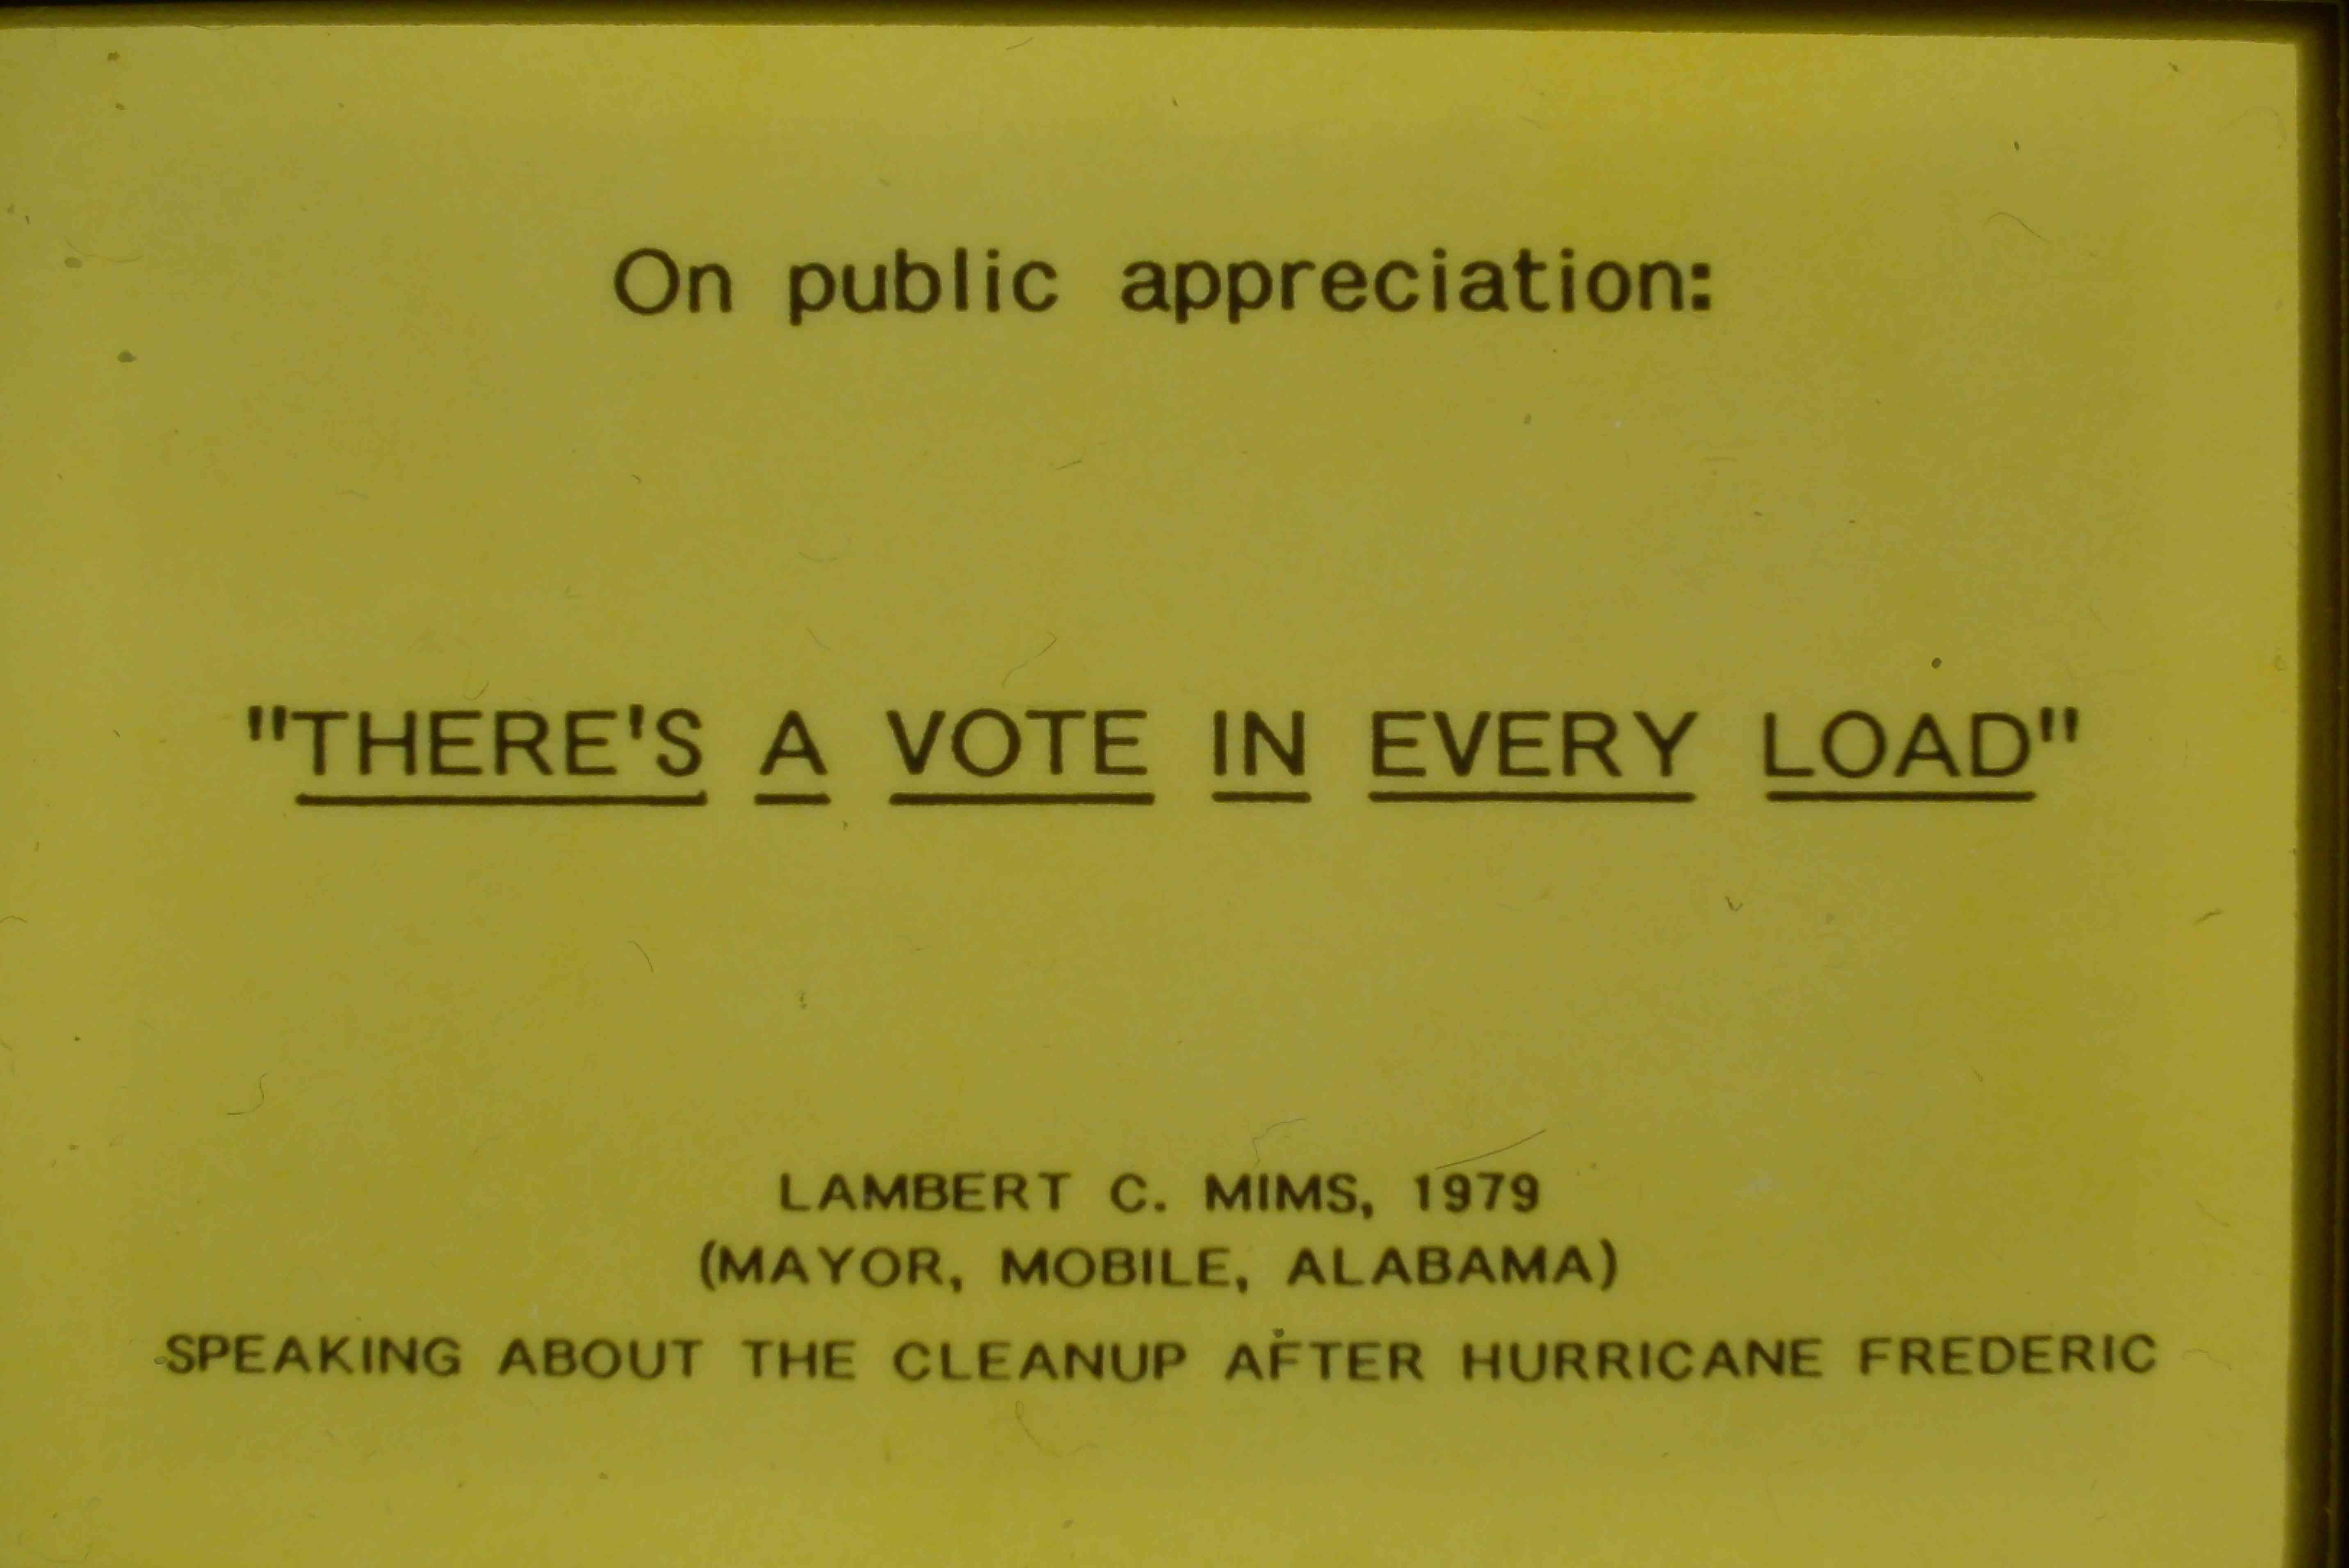 On public appreciation:
"THERE'S A VOTE IN EVERY LOAD"
LAMBERT C. MIMS, 1979
(MAYOR, MOBILE, ALABAMA)
SPEAKING ABOUT THE CLEANUP AFTER HURRICANE FREDERIC